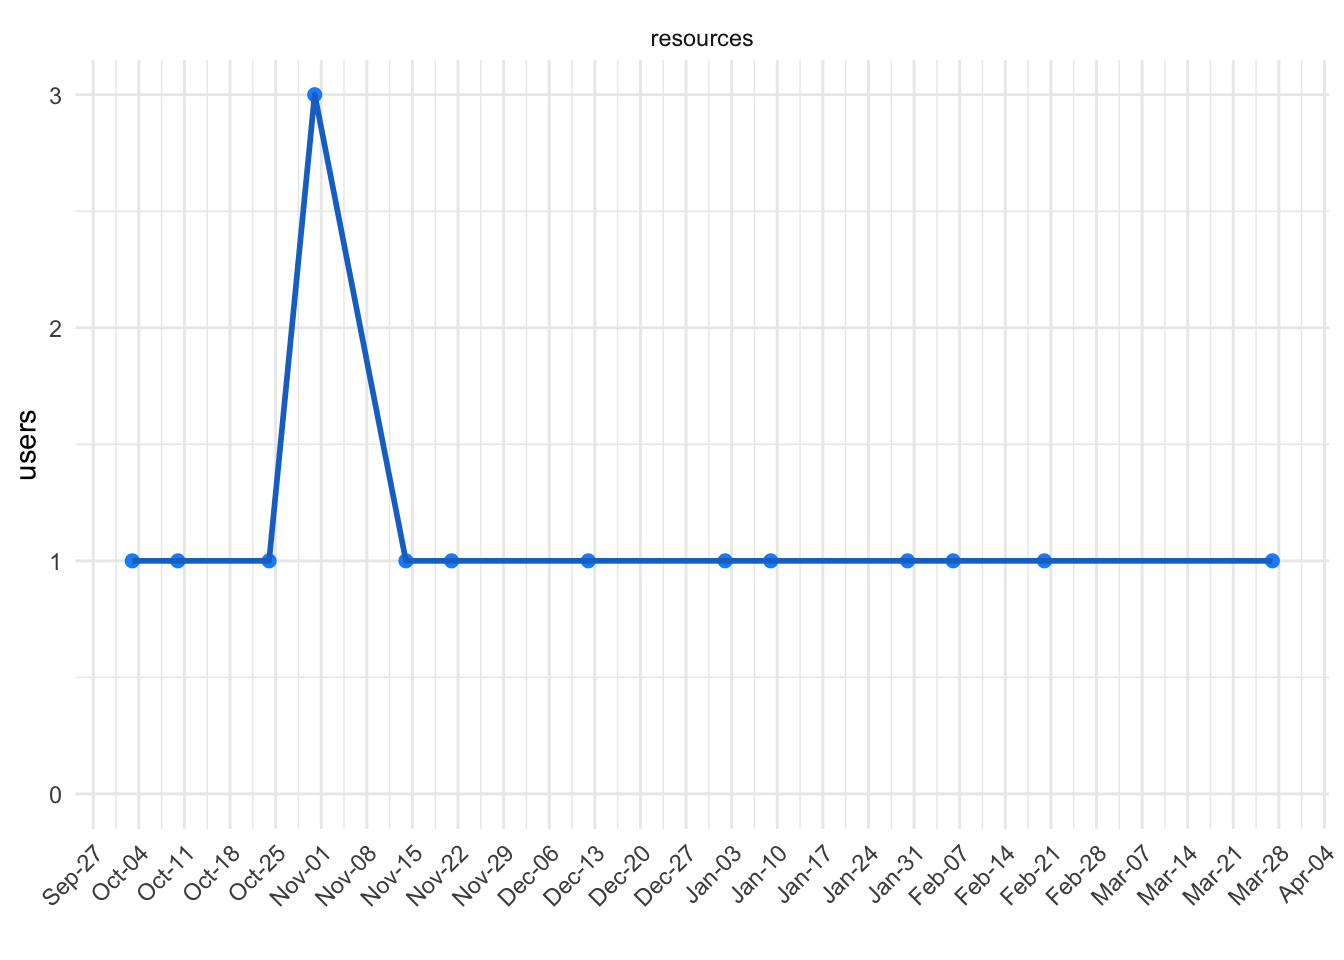 resources
users
3
2
1
0
Sep-27
Oct-04
Oct-11
Oct-18
Oct-25
Nov-01
Nov-08
Nov-15
Nov-22
Nov-29
Dec-06
Dec-13
Dec-20
Dec-27
Jan-03
Jan-10
Jan-17
Jan-24
Jan-31
Feb-07
Feb-14
Feb-21
Feb-28
Mar-07
Mar-14
Mar-21
Mar-28
Apr-04